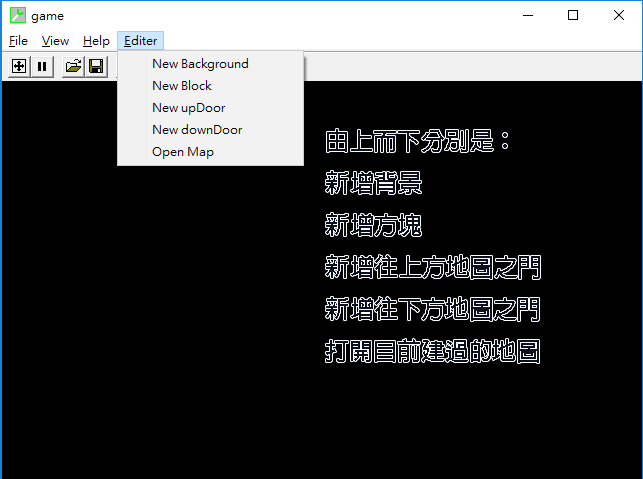 game
File View Help Editer
New Background
New Block
New upDoor
New downDoor
Open Map
由上而下分別是：
新增背景
新增方塊
新增往上方地圖之門
新增往下方地圖之門
打開目前建過的地圖